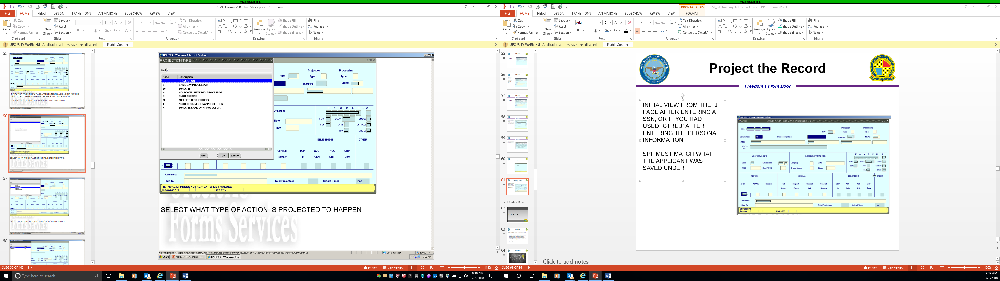 UNCLASSIFIED
UNCLASSIFIED
USMC Liaison MIRS Trng Slides.pptx - PowerPoint
FILE HOME INSERT DESIGN TRANSITIONS ANIMATIONS SLIDE SHOW REVIEW VIEW
Paste
Cut
Copy
Format Painter
Clipboard
New Slide
Layout
Reset
Section
Slides
18
Font
Text Direction
Align Text
Convert to SmartArt
Paragraph
Arrange
Quick Styles
Shape Fill
Shape Outline
Shape Effects
Drawing
Find
Replace
Select
Editing
SECURITY WARNING Application add-ins have been disabled. Enable Content
55
INITIAL VIEW FROM THE "J" PAGE AFTER ENTERING A SSN, OR IF YOU HAD
USED "CTRL J" AFTER ENTERING THE PERSONAL INFORMATION
SPF MUST MATCH WHAT THE APPLICANT WAS SAVED UNDER
56
SELECT WHAT TYPE OF ACTION IS PROJECTED TO HAPPEN
57
SELECT WHAT TYPE OF PROCESSING ACTION IS REQUIRED
58
USMIRS - Windows Internet Explorer
PROJECTION TYPE
Find %
Code Description
P PROJECTION
S SAME DAY PROCESSOR
W WALK-IN
H HOLDOVER, NEXT DAY PROCESSOR
N NIGHT TESTING
M MET SITE TEST (FUTURE)
T NIGHT TEST, NEXT DAY PROJECTION
K WALK-IN, SAME DAY PROCESSOR
Find OK Cancel
Projection Processing
SPF: Type: Type:
P-MEPS: MEPS:
VAL INFO
P A M D E H - O
Date:
PMS: DAYS: DMDC:
Time:
SSN: ARN: ENTNAC:
HIV: DRUG:
ENLISTMENT OTHER
Consult DEP ACC ACC SHIP
Review In Only SHIP Only
Remarks:
Ship To: Total Projected: Cut-off Time: 1300
IS INVALID; PRESS <CTRL + L> TO LIST VALUES
Record: 1/1 ... List of V...
SELECT WHAT TYPE OF ACTION IS PROJECTED TO HAPPEN
Forms Services
Local intranet 100%
Start Microsoft PowerPoint - [... USMIRS - Windows In... 6:22 AM
SLIDE 56 OF 103 NOTES COMMENTS 111%
Type here to search
9:19 AM
7/5/2018
SL_GC Training Slides v1 with notes.PPTX - PowerPoint
DRAWING TOOLS
FILE HOME INSERT DESIGN TRANSITIONS ANIMATIONS SLIDE SHOW REVIEW VIEW FORMAT
Paste
Cut
Copy
Format Painter
Clipboard
New Slide
Layout
Reset
Section
Slides
Arial 16
Font
Text Direction
Align Text
Convert to SmartArt
Paragraph
Arrange
Quick Styles
Shape Fill
Shape Outline
Shape Effects
Drawing
Find
Replace
Select
Editing
SECURITY WARNING Application add-ins have been disabled. Enable Content
55
56
57
58
59
60
61
Quality Revie...
62
63
64
DEPARTMENT OF DEFENSE
UNITED STATES OF AMERICA
Project the Record
Freedom's Front Door
INITIAL VIEW FROM THE “J”
PAGE AFTER ENTERING A
SSN, OR IF YOU HAD
USED “CTRL J” AFTER
ENTERING THE PERSONAL
INFORMATION
SPF MUST MATCH WHAT
THE APPLICANT WAS
SAVED UNDER
USMIRS - Windows Internet Explorer
CN01 USMEPCOM Form 727-E Processing List
SSN: Projection Processing
SPF: Type: Type:
Committed: NO Processing Date: P-MEPS: MEPS:
NAME:
STATUS LINE:
ADDITIONAL INFO LODGING/ARRIVAL INFO P A M D E H - O
Sex: Education: Lodging: Date: PMS: DAYS: DMDC:
RSID: Dual RSTN: Travel Mode: Time: SSN: ARN: ENTNAC:
HIV: DRUG:
TESTING MEDICAL ENLISTMENT OTHER
AFQT ASVAB Special Full Inspect Special Consult DEP ACC ACC SHIP
Exam Exam Full Review In Only SHIP Only
Remarks:
Ship To: Total Projected: Cut off Time: 1300
ENTER SPF
Record: 1/1 ... List of V...
Click to add notes
SLIDE 61 OF 96 NOTES COMMENTS 106%
9:19 AM
7/5/2018